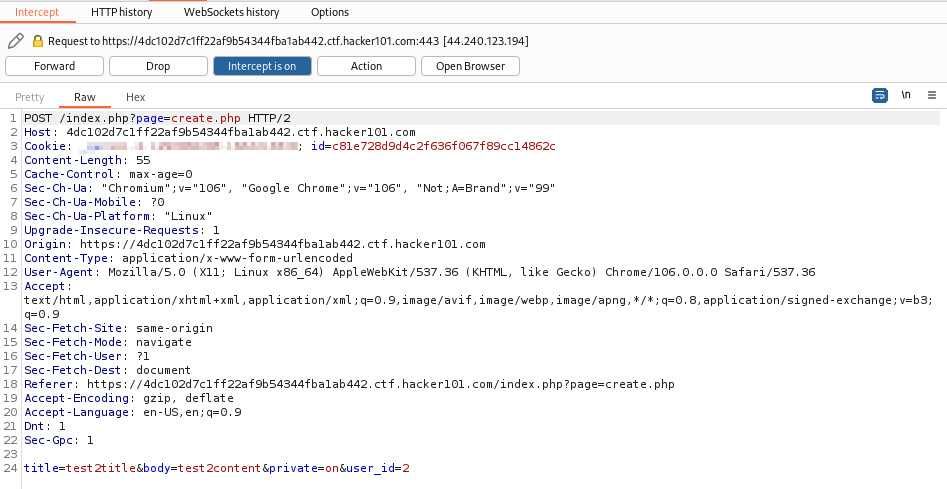 Intercept HTTP history WebSockets history Options
Request to https://4dc102d7c1ff22af9b54344fba1ab442.ctf.hacker101.com:443 [44.240.123.194]
Forward Drop Intercept is on Action Open Browser
Pretty Raw Hex \n
1 POST /index.php?page=create.php HTTP/2
2 Host: 4dc102d7c1ff22af9b54344fba1ab442.ctf.hacker101.com
3 Cookie: ; id=c81e728d9d4c2f636f067f89cc14862c
4 Content-Length: 55
5 Cache-Control: max-age=0
6 Sec-Ch-Ua: "Chromium";v="106", "Google Chrome";v="106", "Not;A=Brand";v="99"
7 Sec-Ch-Ua-Mobile: ?0
8 Sec-Ch-Ua-Platform: "Linux"
9 Upgrade-Insecure-Requests: 1
10 Origin: https://4dc102d7c1ff22af9b54344fba1ab442.ctf.hacker101.com
11 Content-Type: application/x-www-form-urlencoded
12 User-Agent: Mozilla/5.0 (X11; Linux x86_64) AppleWebKit/537.36 (KHTML, like Gecko) Chrome/106.0.0.0 Safari/537.36
13 Accept:
text/html,application/xhtml+xml,application/xml;q=0.9,image/avif,image/webp,image/apng,*/*;q=0.8,application/signed-exchange;v=b3;
q=0.9
14 Sec-Fetch-Site: same-origin
15 Sec-Fetch-Mode: navigate
16 Sec-Fetch-User: ?1
17 Sec-Fetch-Dest: document
18 Referer: https://4dc102d7c1ff22af9b54344fba1ab442.ctf.hacker101.com/index.php?page=create.php
19 Accept-Encoding: gzip, deflate
20 Accept-Language: en-US,en;q=0.9
21 Dnt: 1
22 Sec-Gpc: 1
23
24 title=test2title&body=test2content&private=on&user_id=2